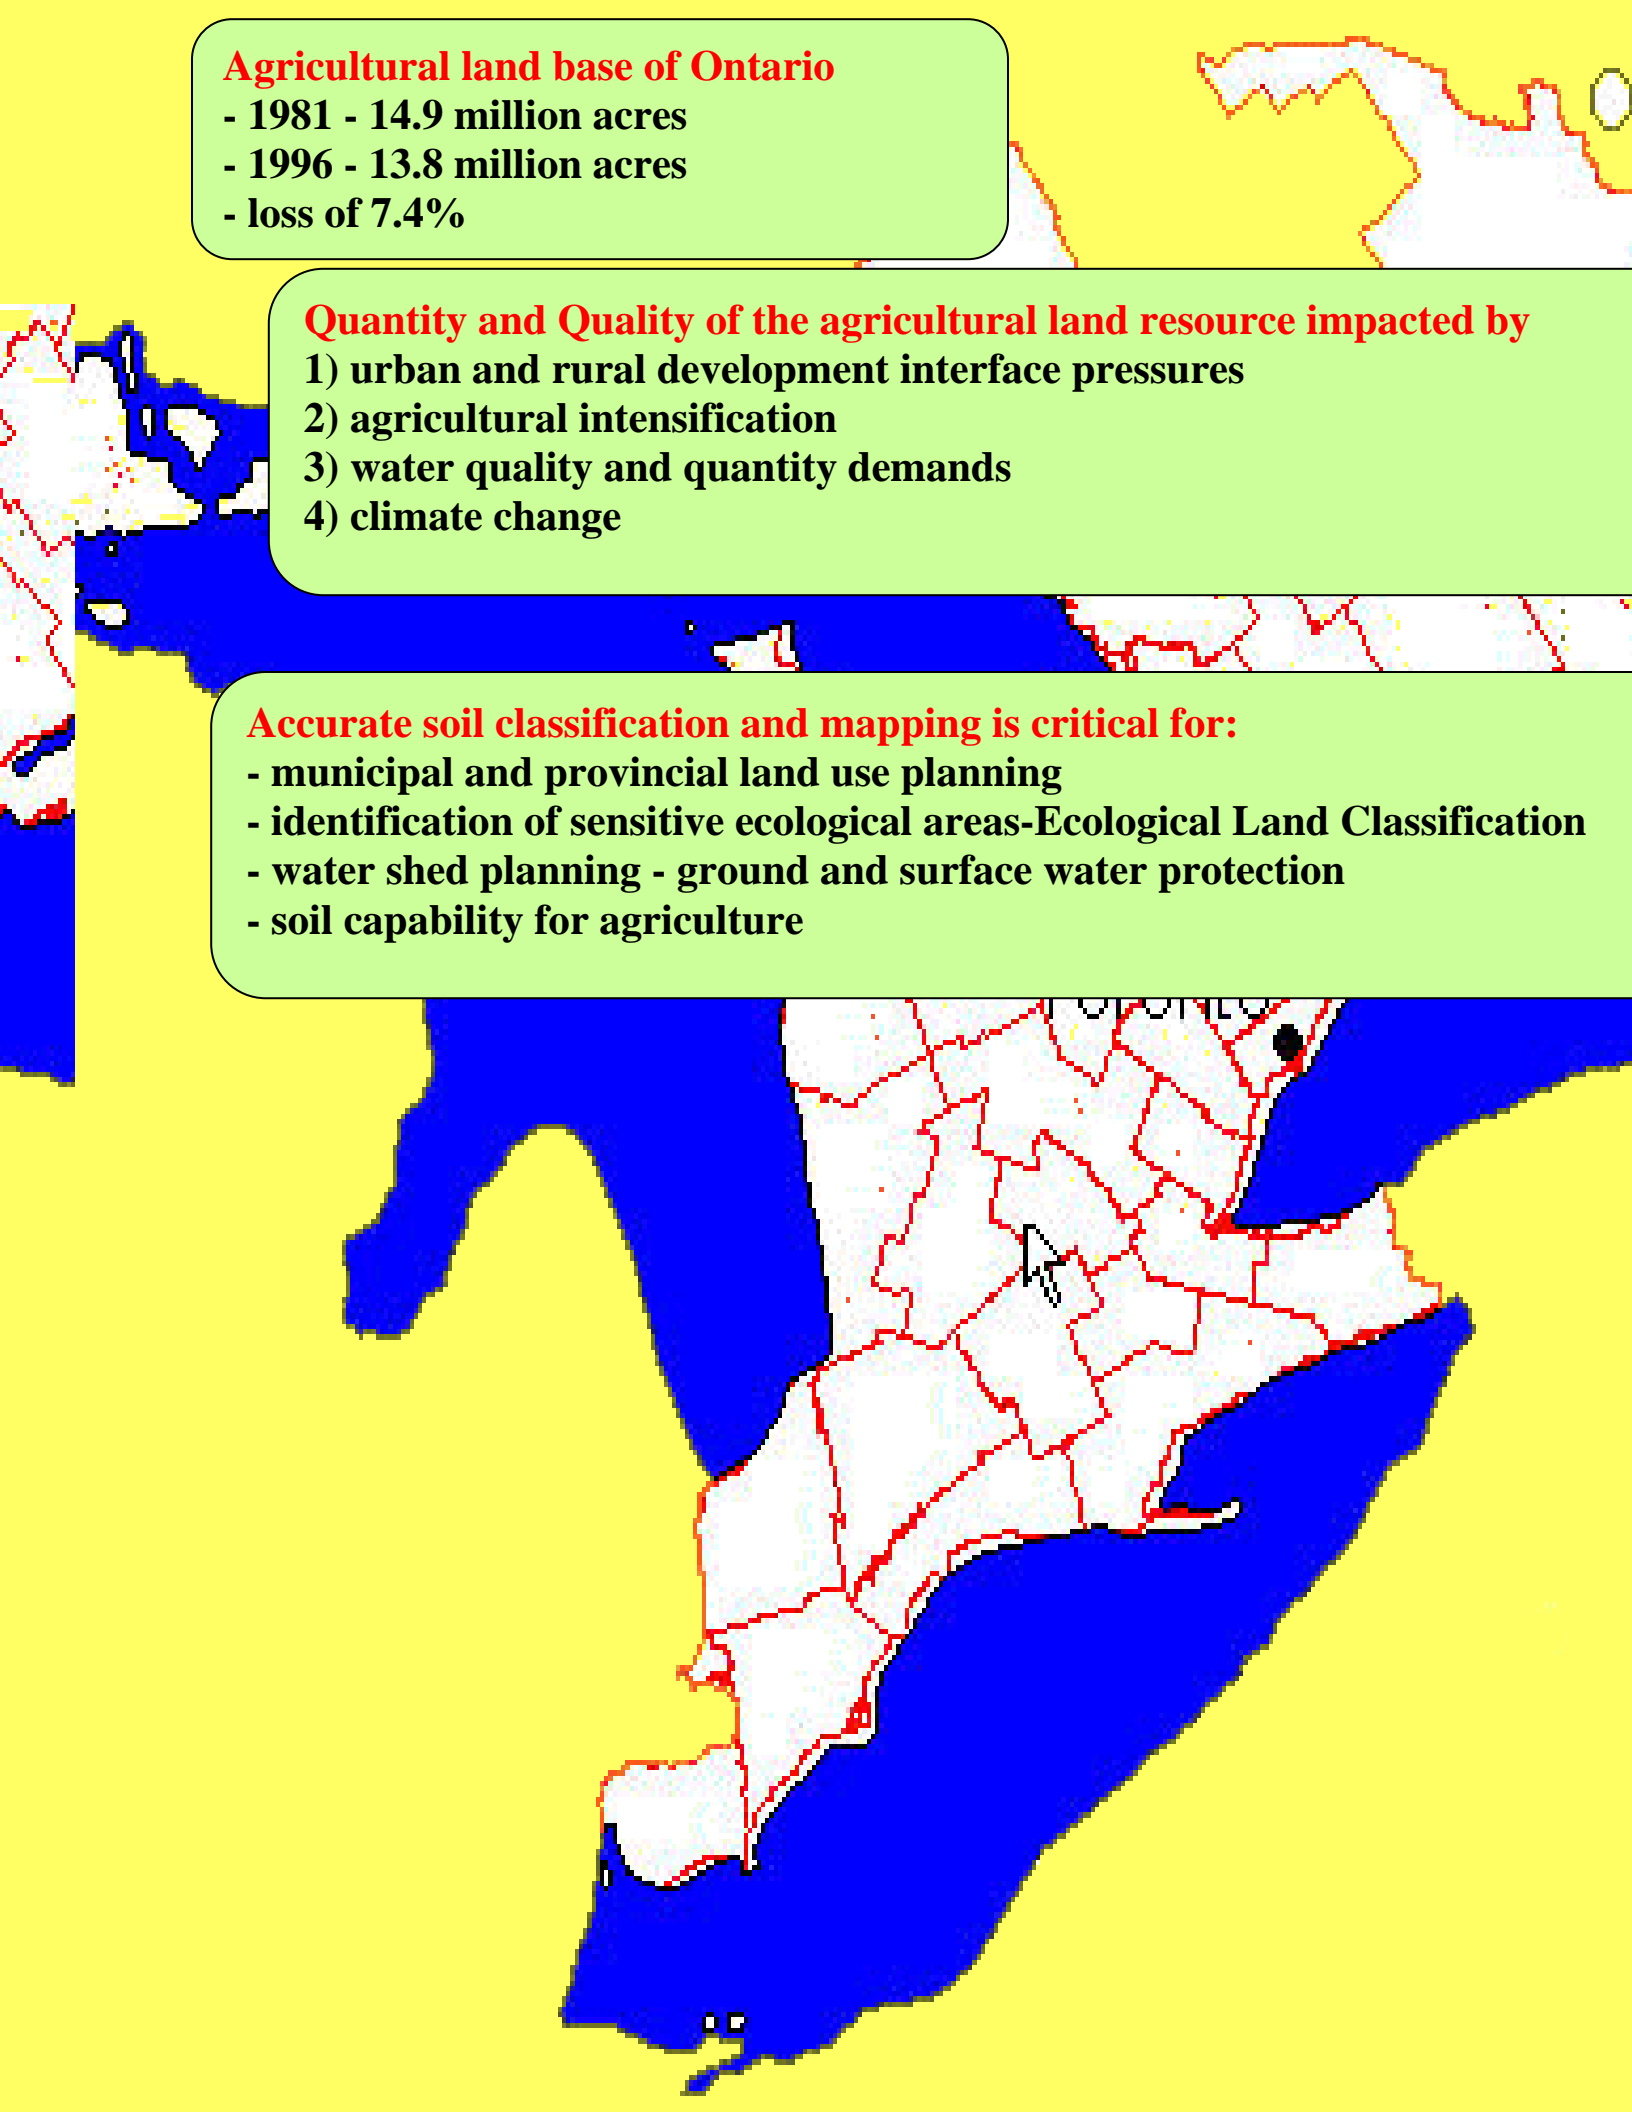 Agricultural land base of Ontario
- 1981 - 14.9 million acres
- 1996 - 13.8 million acres
- loss of 7.4%
Quantity and Quality of the agricultural land resource impacted by
1) urban and rural development interface pressures
2) agricultural intensification
3) water quality and quantity demands
4) climate change
Accurate soil classification and mapping is critical for:
- municipal and provincial land use planning
- identification of sensitive ecological areas-Ecological Land Classification
- water shed planning - ground and surface water protection
- soil capability for agriculture